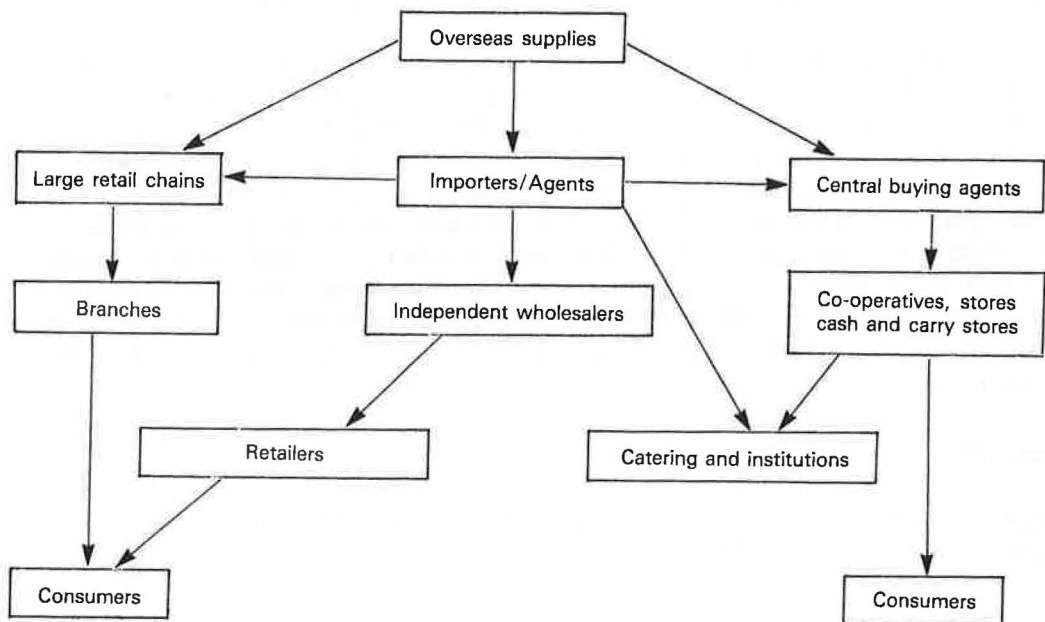 Overseas supplies
Large retail chains
Importers/Agents
Central buying agents
Branches
Independent wholesalers
Co-operatives, stores
cash and carry stores
Retailers
Catering and institutions
Consumers
Consumers